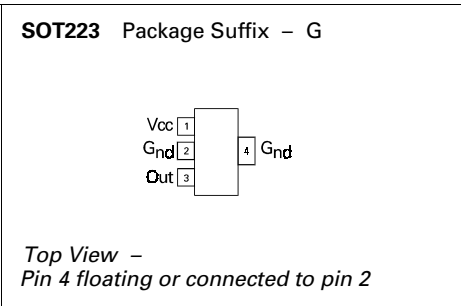 SOT223 Package Suffix – G
Vcc 1
Gnd 2
4 Gnd
Out 3
Top View –
Pin 4 floating or connected to pin 2